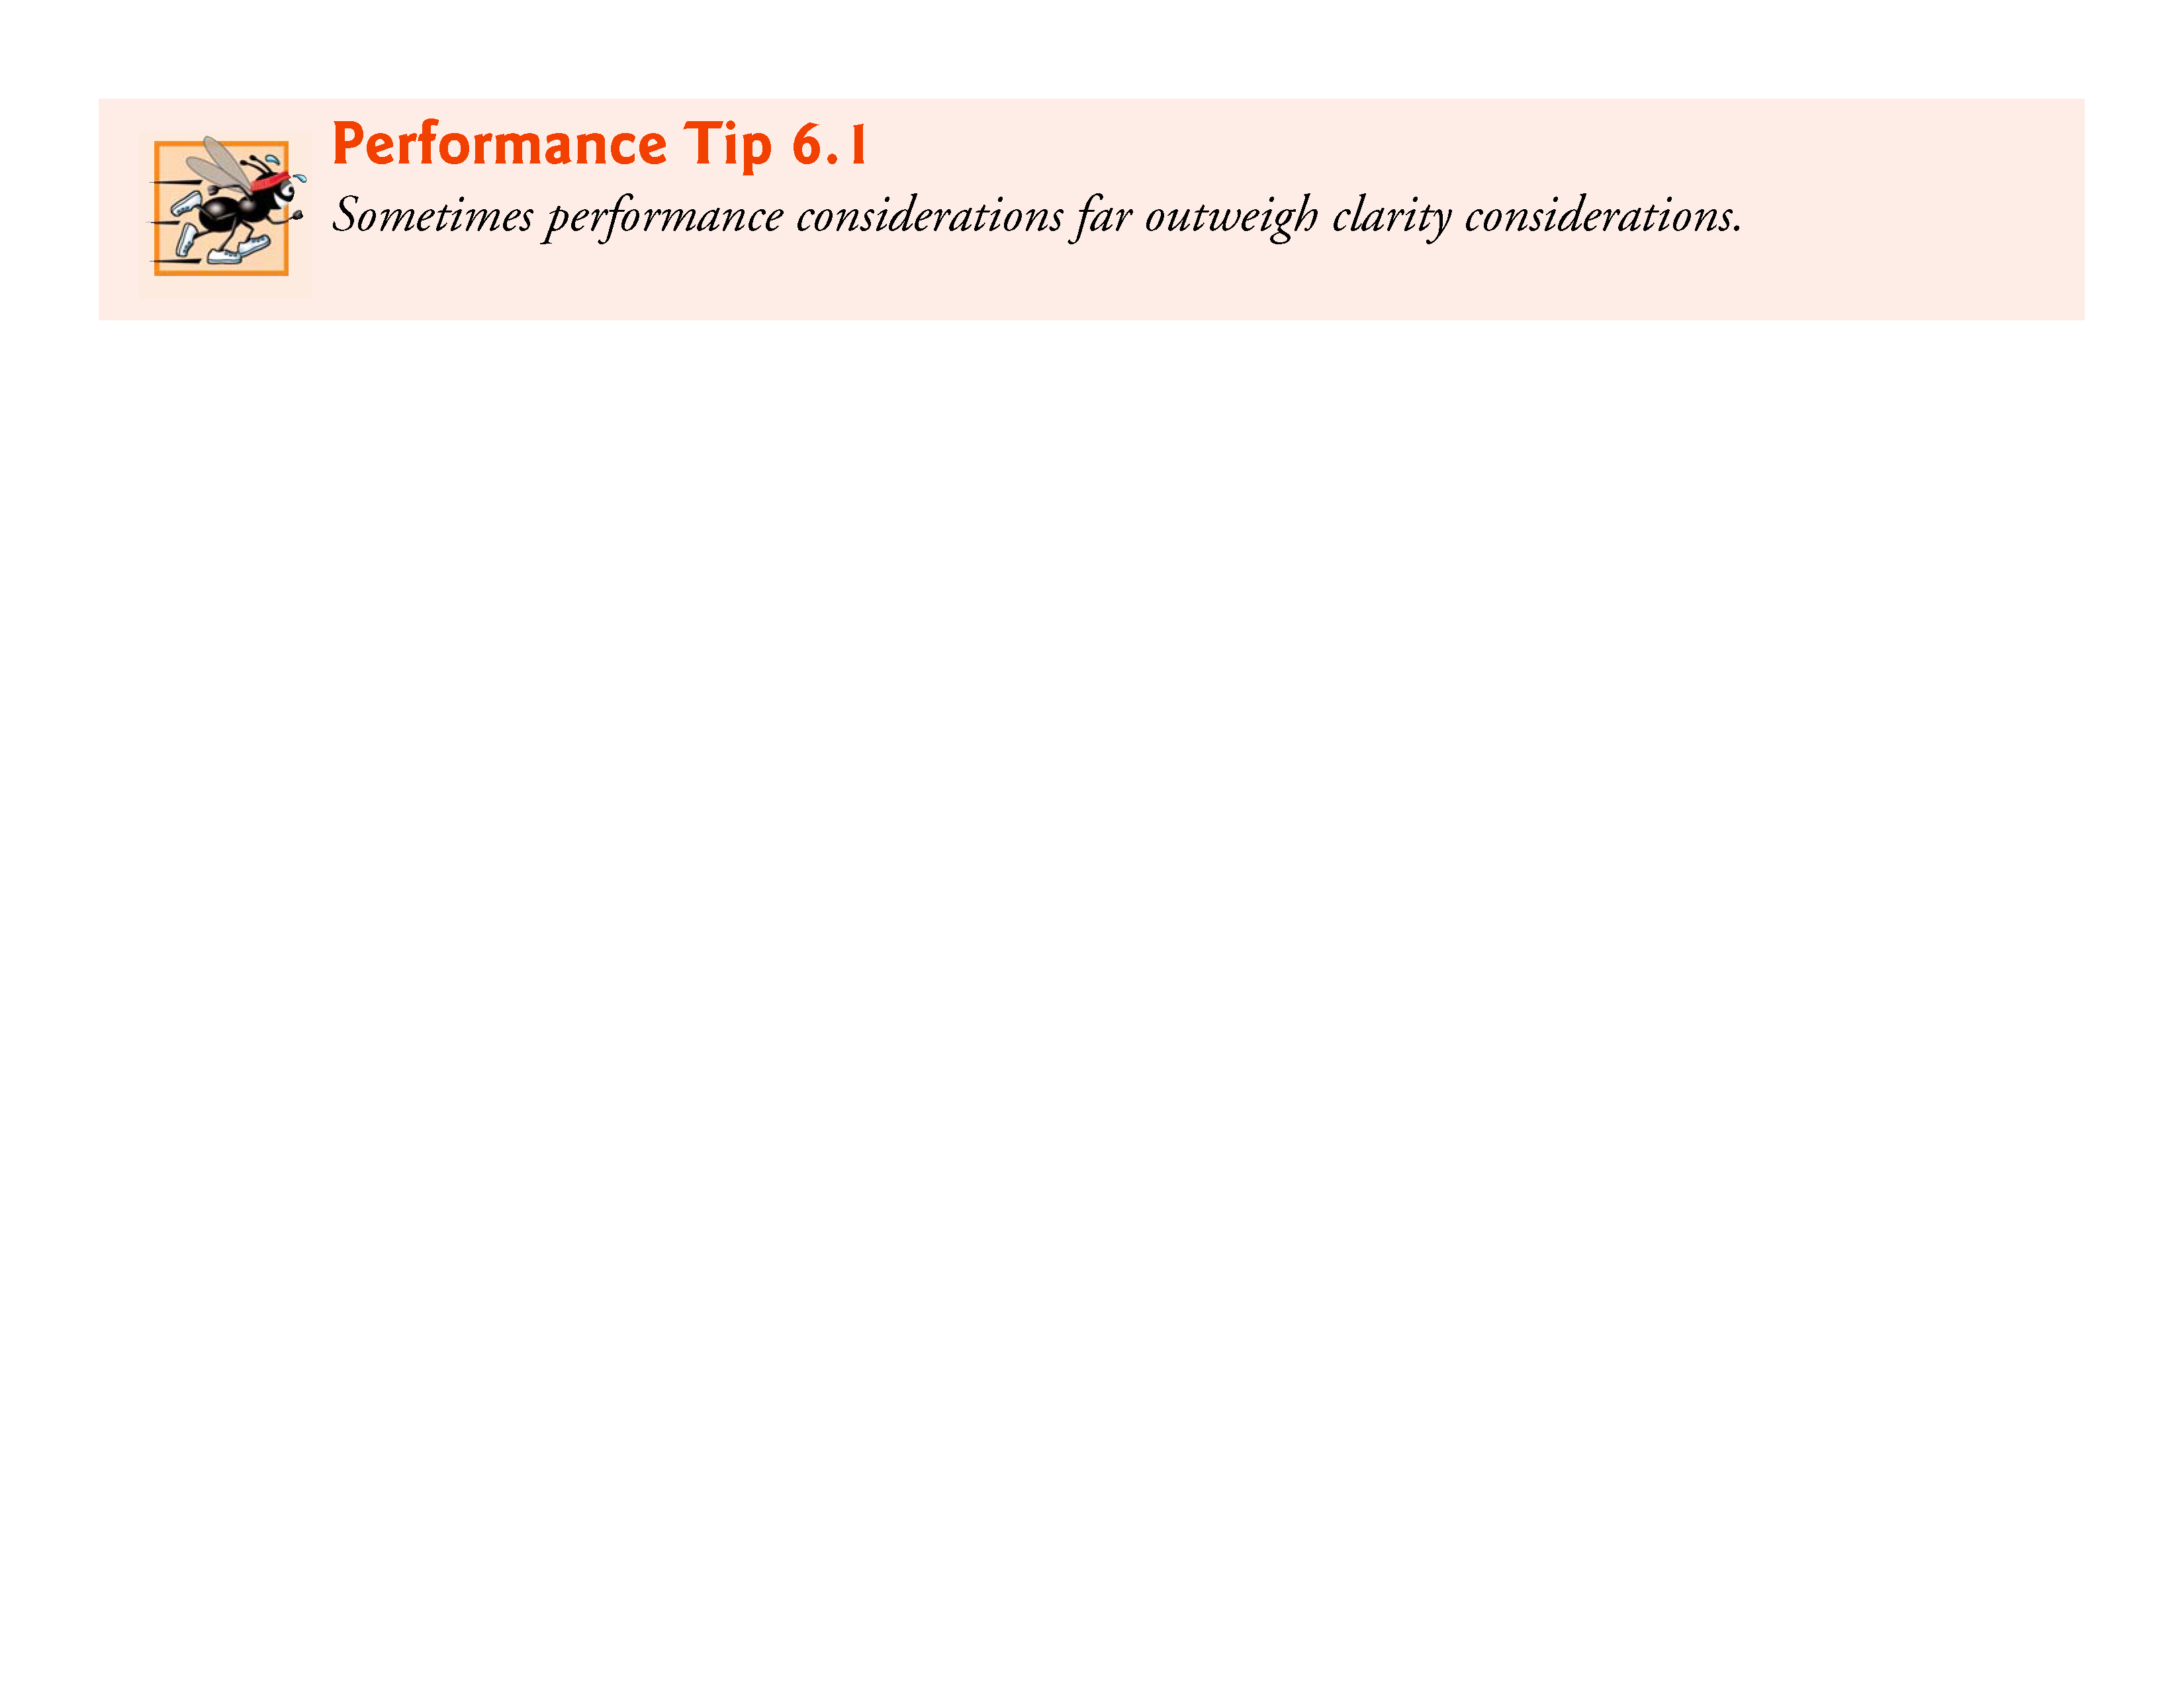 Performance Tip 6.1
Sometimes performance considerations far outweigh clarity considerations.